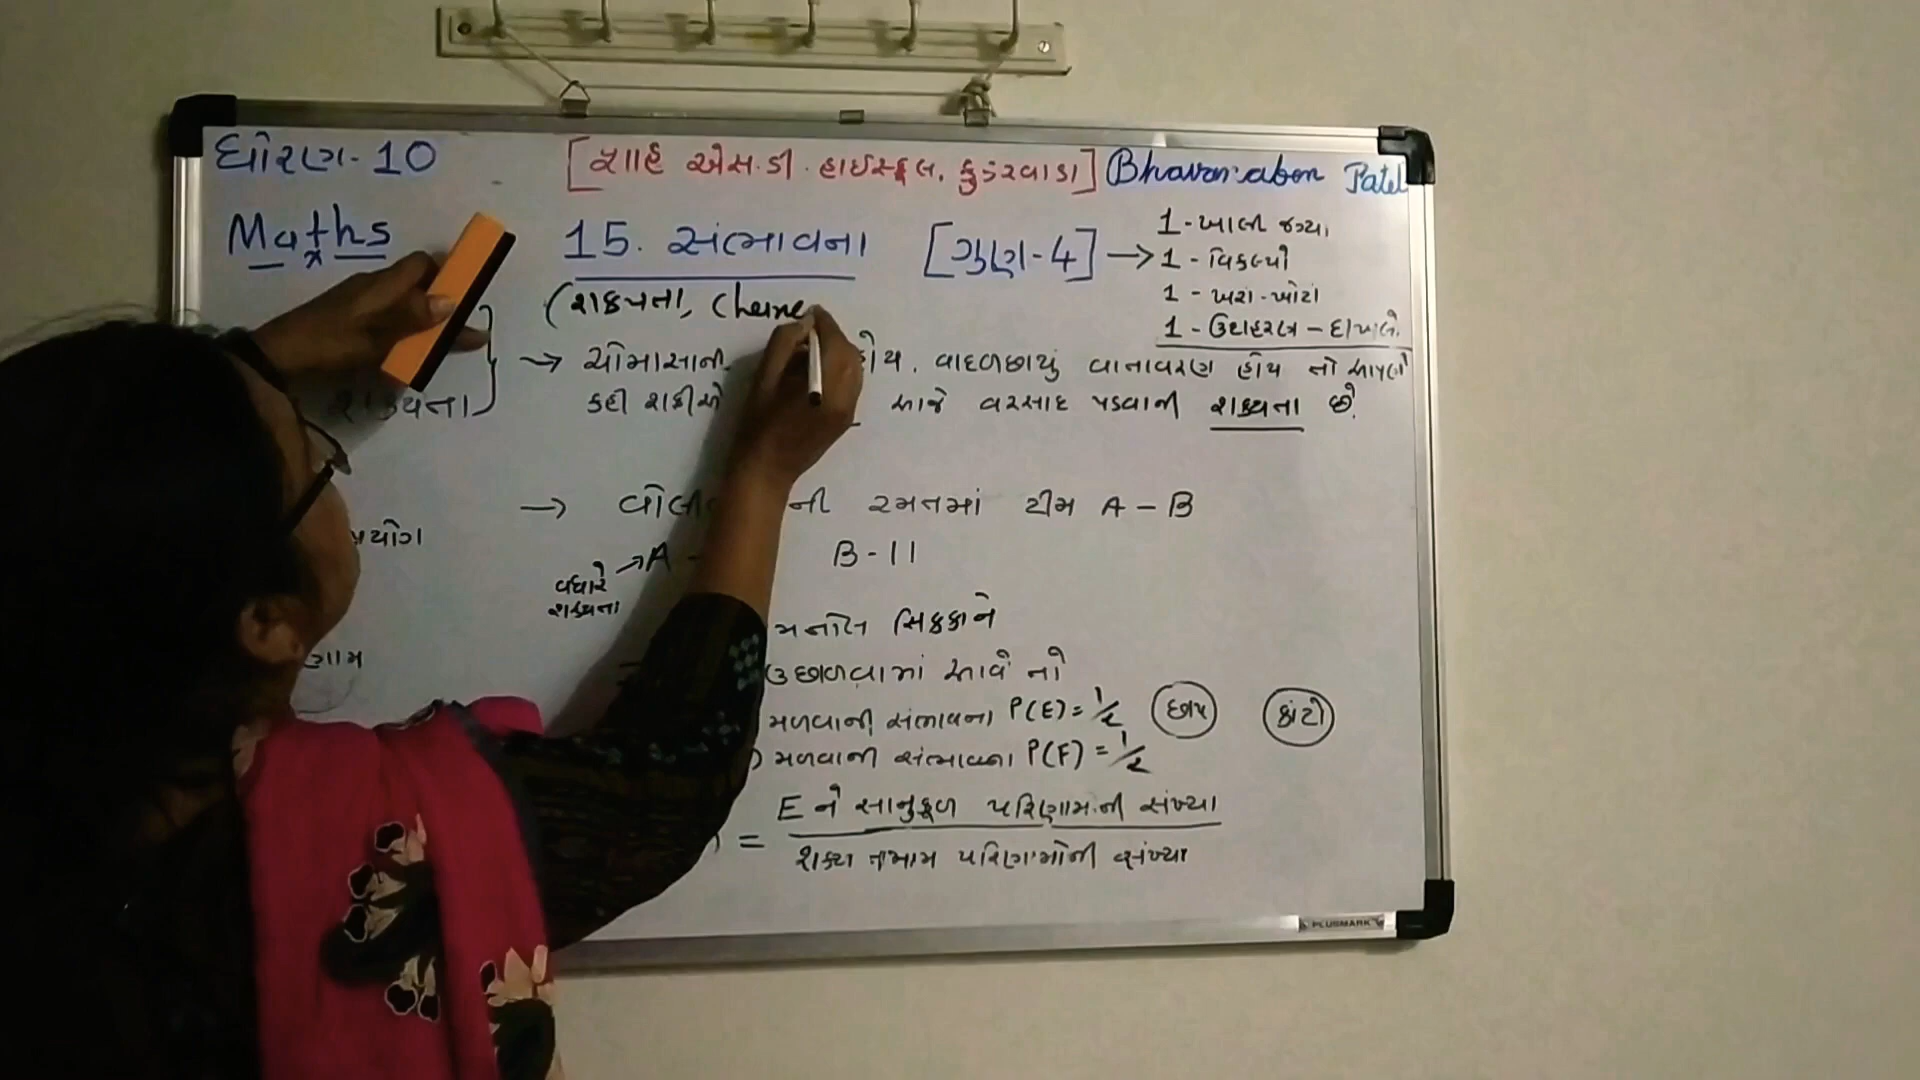 ધોરણ-10 [શાહ એસ.ડી. હાઈસ્કૂલ, કુડરવાડા] Bhavanaben Patel
Maths 15. સંભાવના [ગુણ-4] → 1 - ખાલી જગ્યા
1 - વિકલ્પો
1 - ખરાં-ખોટાં
1 - ઉદાહરણ - દાખલો
(શક્યતા,
→ ચોમાસાની હોય. વાદળછાયું વાતાવરણ હોય તો આપણે
શક્યતા કહી શકીએ આજે વરસાદ પડવાની શક્યતા છે.
→ ની રમતમાં ટીમ A - B
વધારે શક્યતા → A - B - 11
સિક્કાને
ઉછાળવામાં આવે તો
મળવાની સંભાવના P(E) = 1/2 છાપ કાંટો
મળવાની સંભાવના P(F) = 1/2
= E ને સાનુકૂળ પરિણામની સંખ્યા
શક્ય તમામ પરિણામોની સંખ્યા
PLUSMARK